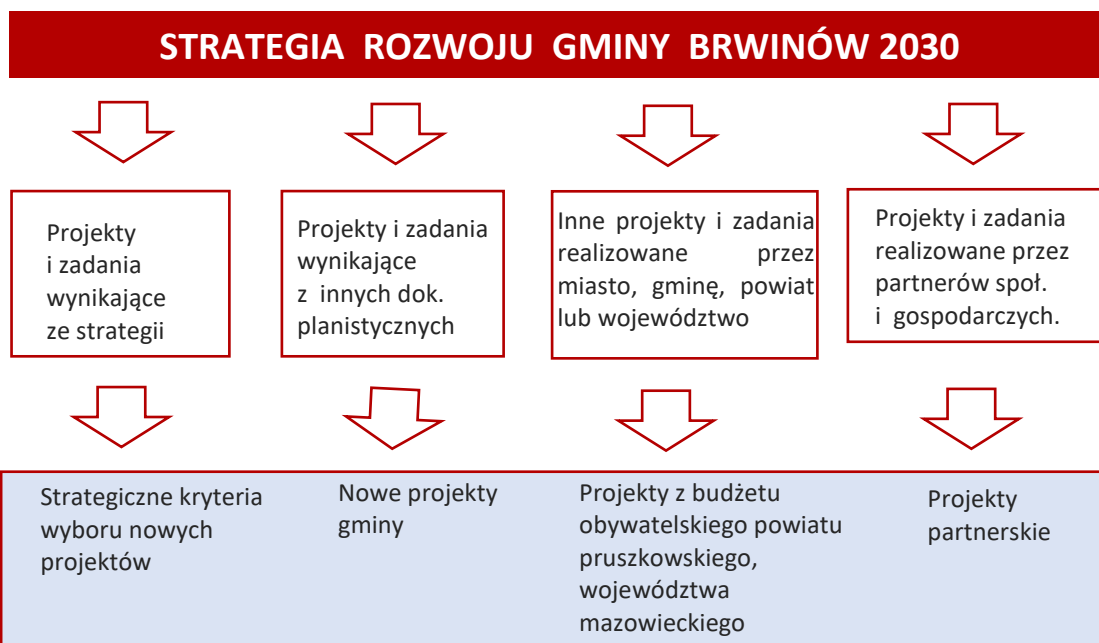 STRATEGIA ROZWOJU GMINY BRWINÓW 2030
Projekty
i zadania
wynikające
ze strategii
Projekty i zadania
wynikające
z innych dok.
planistycznych
Inne projekty i zadania
realizowane przez
miasto, gminę, powiat
lub województwo
Projekty i zadania
realizowane przez
partnerów społ.
i gospodarczych.
Strategiczne kryteria
wyboru nowych
projektów
Nowe projekty
gminy
Projekty z budżetu
obywatelskiego powiatu
pruszkowskiego,
województwa
mazowieckiego
Projekty
partnerskie